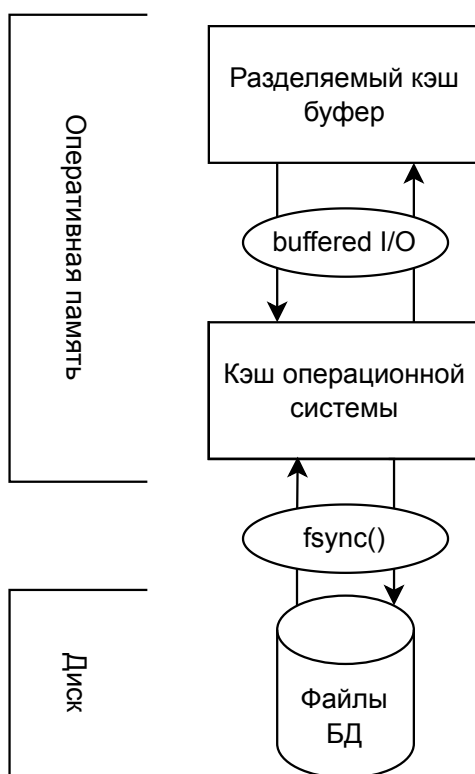 Разделяемый кэш
буфер
Оперативная память
buffered I/O
Кэш операционной
системы
fsync()
Диск
Файлы
БД